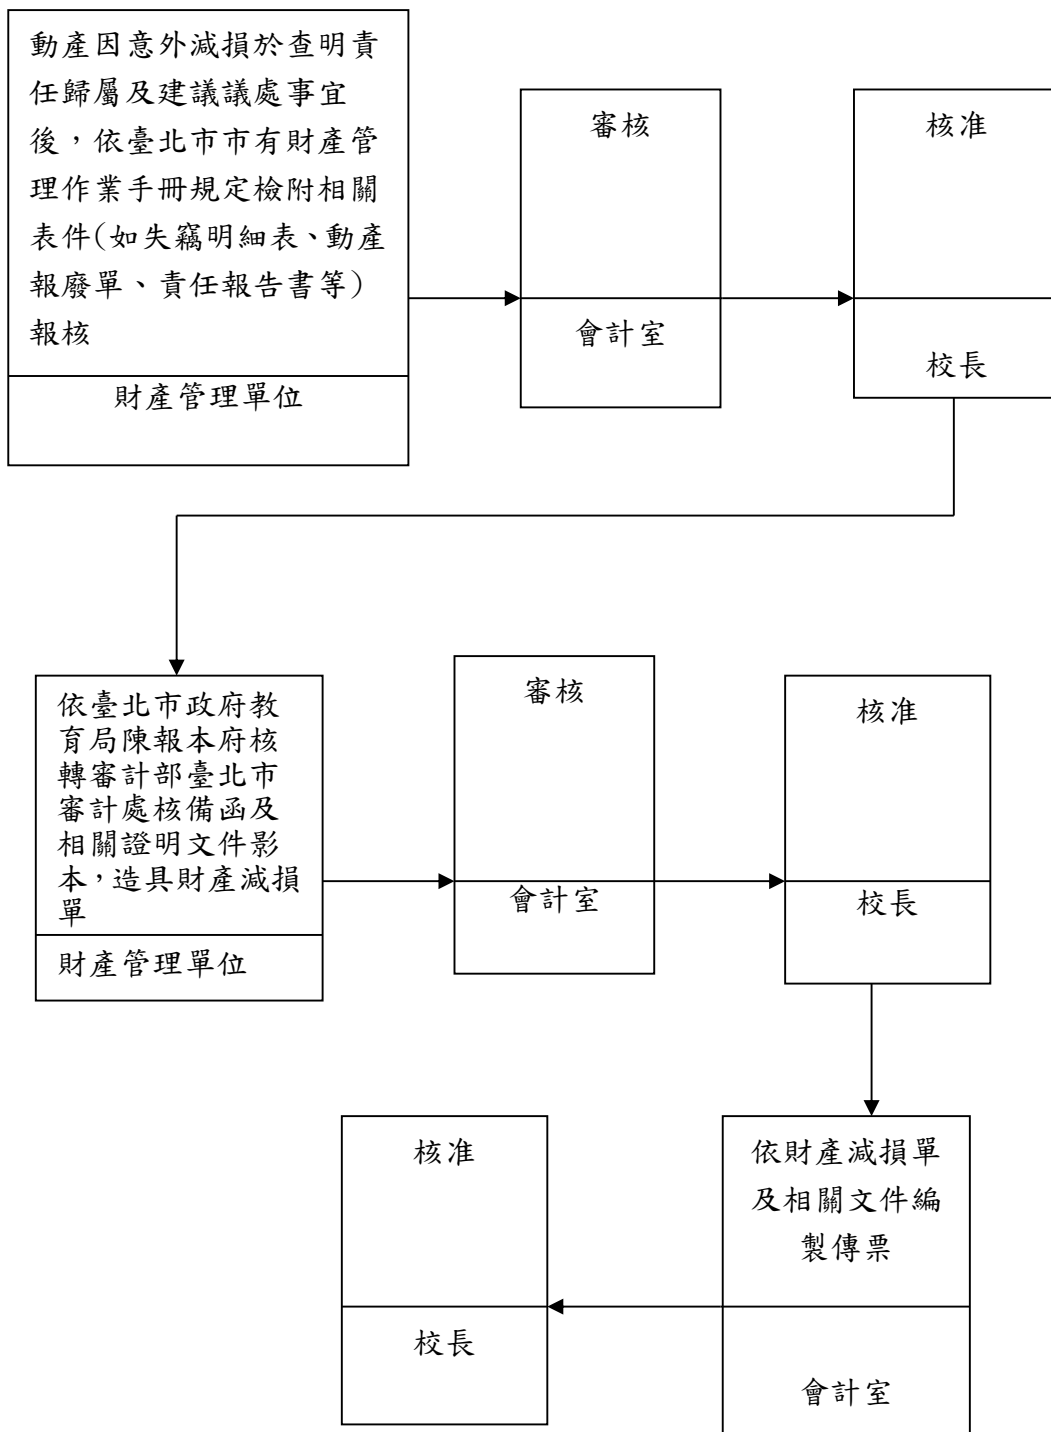 動產因意外減損於查明責
任歸屬及建議議處事宜
後，依臺北市市有財產管
理作業手冊規定檢附相關
表件(如失竊明細表、動產
報廢單、責任報告書等)
報核
財產管理單位
審核
會計室
核准
校長
依臺北市政府教
育局陳報本府核
轉審計部臺北市
審計處核備函及
相關證明文件影
本，造具財產減損
單
財產管理單位
審核
會計室
核准
校長
依財產減損單
及相關文件編
製傳票
會計室
核准
校長